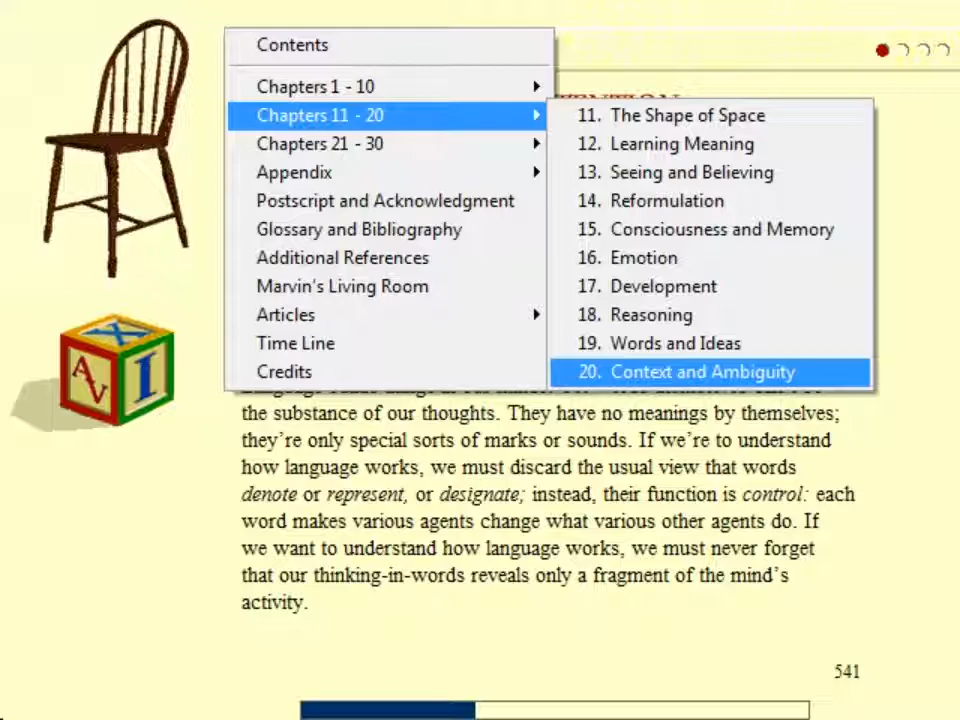 Contents
Chapters 1 - 10
Chapters 11 - 20
Chapters 21 - 30
Appendix
Postscript and Acknowledgment
Glossary and Bibliography
Additional References
Marvin's Living Room
Articles
Time Line
Credits
11. The Shape of Space
12. Learning Meaning
13. Seeing and Believing
14. Reformulation
15. Consciousness and Memory
16. Emotion
17. Development
18. Reasoning
19. Words and Ideas
20. Context and Ambiguity
the substance of our thoughts. They have no meanings by themselves;
they're only special sorts of marks or sounds. If we're to understand
how language works, we must discard the usual view that words
denote or represent, or designate; instead, their function is control: each
word makes various agents change what various other agents do. If
we want to understand how language works, we must never forget
that our thinking-in-words reveals only a fragment of the mind's
activity.
541
A
V
X
I